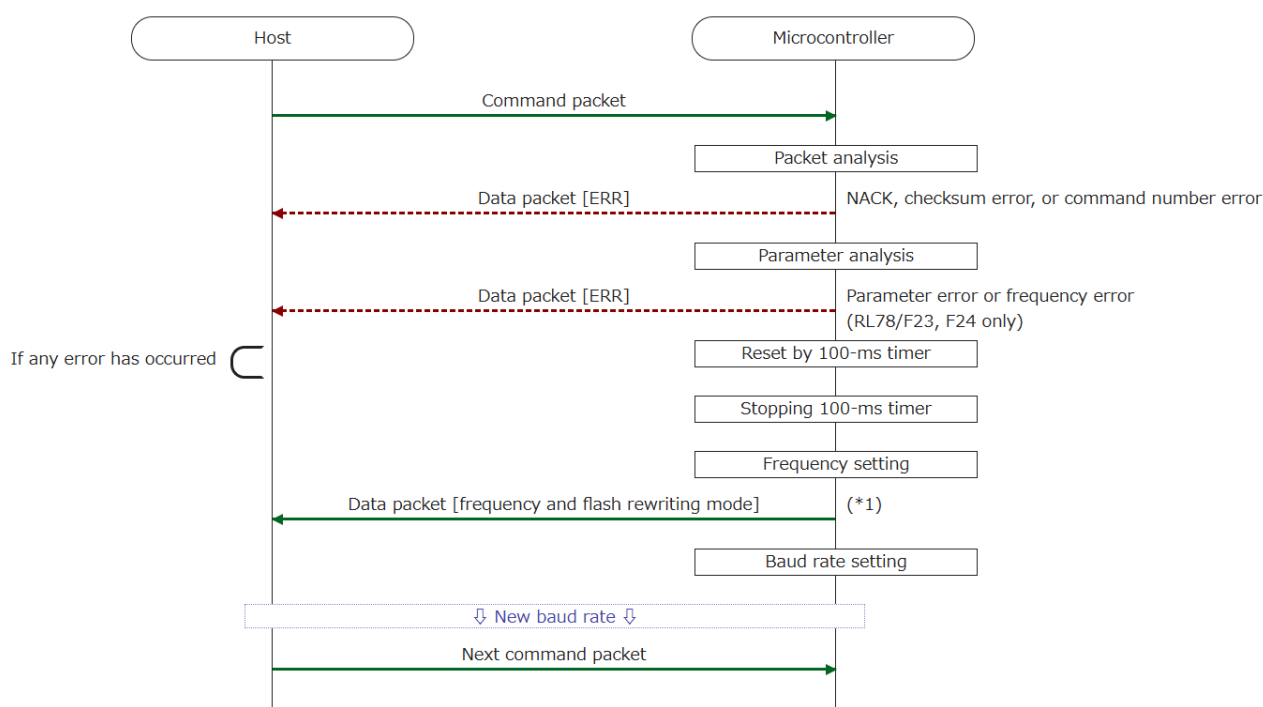 Host
Microcontroller
Command packet
Packet analysis
Data packet [ERR]
NACK, checksum error, or command number error
Parameter analysis
Data packet [ERR]
Parameter error or frequency error
(RL78/F23, F24 only)
If any error has occurred
Reset by 100-ms timer
Stopping 100-ms timer
Frequency setting
Data packet [frequency and flash rewriting mode]
(*1)
Baud rate setting
⇩ New baud rate ⇩
Next command packet